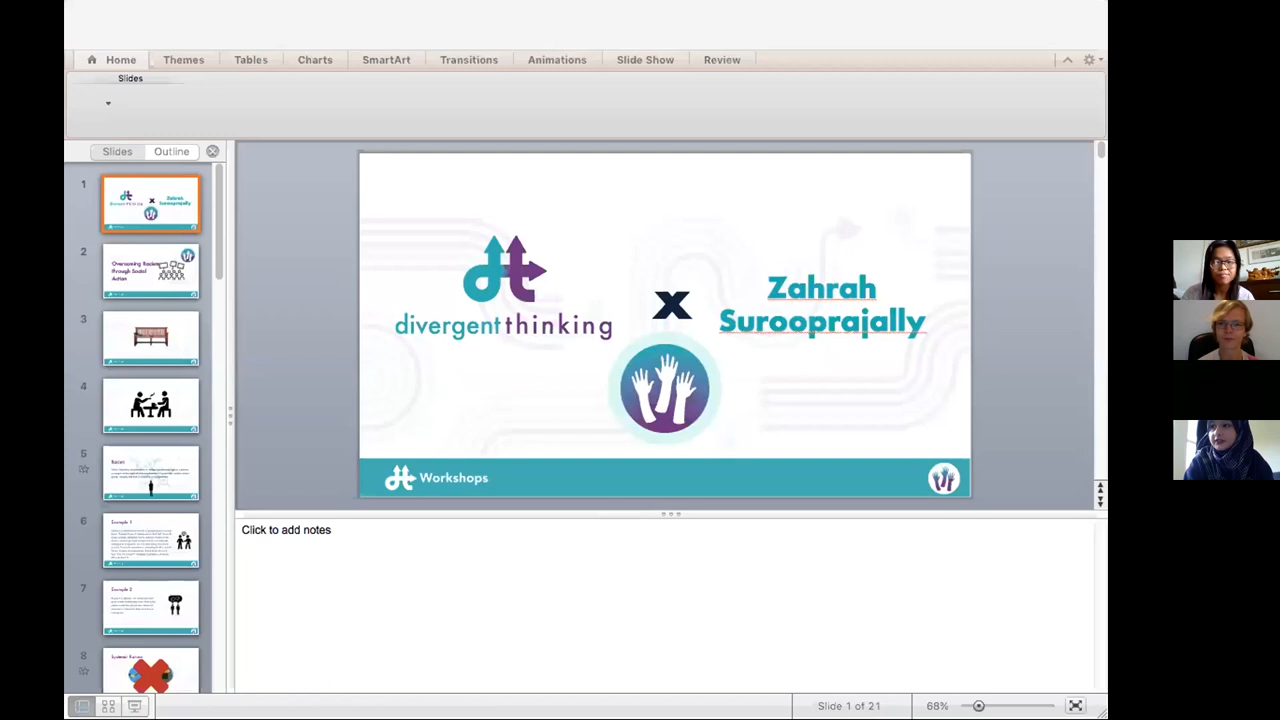 Home
Themes
Tables
Charts
SmartArt
Transitions
Animations
Slide Show
Review
Slides
Slides
Outline
1
2
Overcoming Racism
through Social
Action
3
4
5
Racism
6
Example 1
7
Example 2
8
Systemic Racism
dt
divergent thinking
x
Zahrah
Surooprajally
dt Workshops
Click to add notes
Slide 1 of 21
68%